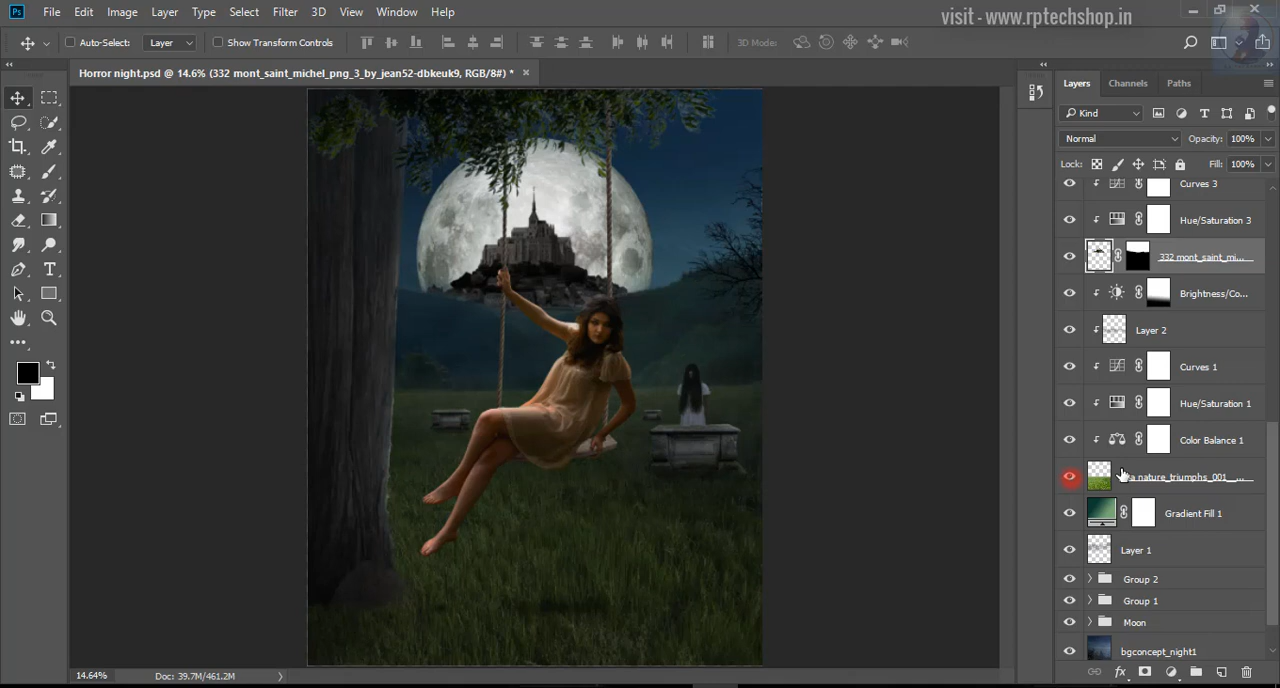 Ps File Edit Image Layer Type Select Filter 3D View Window Help
visit - www.rptechshop.in
Auto-Select: Layer Show Transform Controls 3D Mode:
Horror night.psd @ 14.6% (332 mont_saint_michel_png_3_by_jean52-dbkeuk9, RGB/8#) *
Layers Channels Paths
Kind
Normal Opacity: 100%
Lock: Fill: 100%
Curves 3
Hue/Saturation 3
332 mont_saint_mi...
Brightness/Co...
Layer 2
Curves 1
Hue/Saturation 1
Color Balance 1
nature_triumphs_001__...
Gradient Fill 1
Layer 1
Group 2
Group 1
Moon
bgconcept_night1
14.64% Doc: 39.7M/461.2M
fx